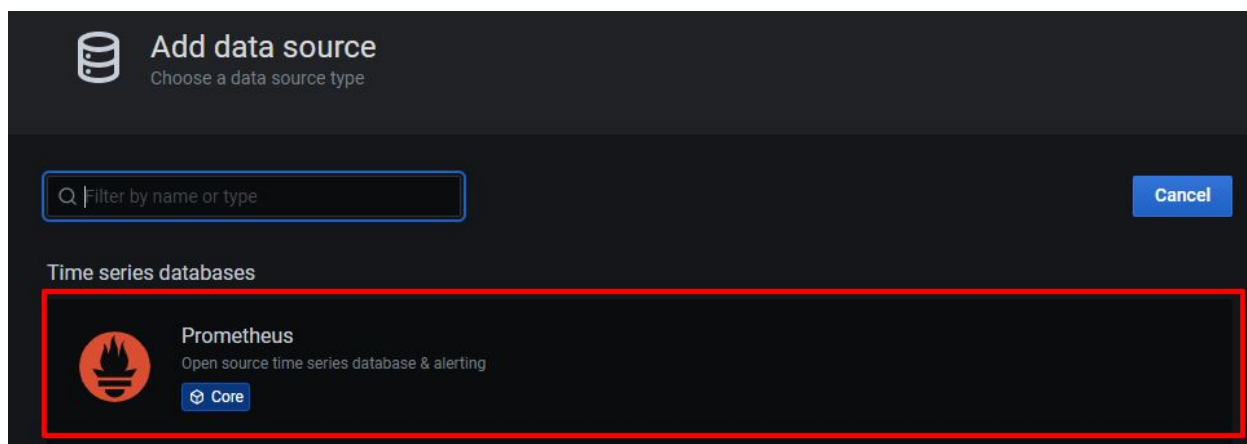 Add data source
Choose a data source type
Filter by name or type
Cancel
Time series databases
Prometheus
Open source time series database & alerting
Core